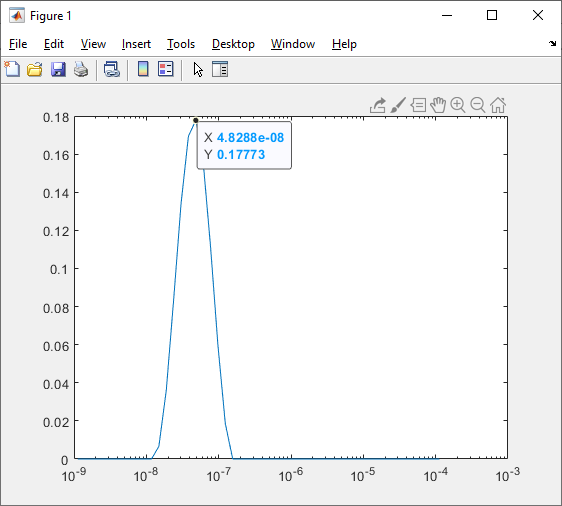 Figure 1
File Edit View Insert Tools Desktop Window Help
X 4.8288e-08
Y 0.17773
0.18
0.16
0.14
0.12
0.1
0.08
0.06
0.04
0.02
0
10⁻⁹ 10⁻⁸ 10⁻⁷ 10⁻⁶ 10⁻⁵ 10⁻⁴ 10⁻³